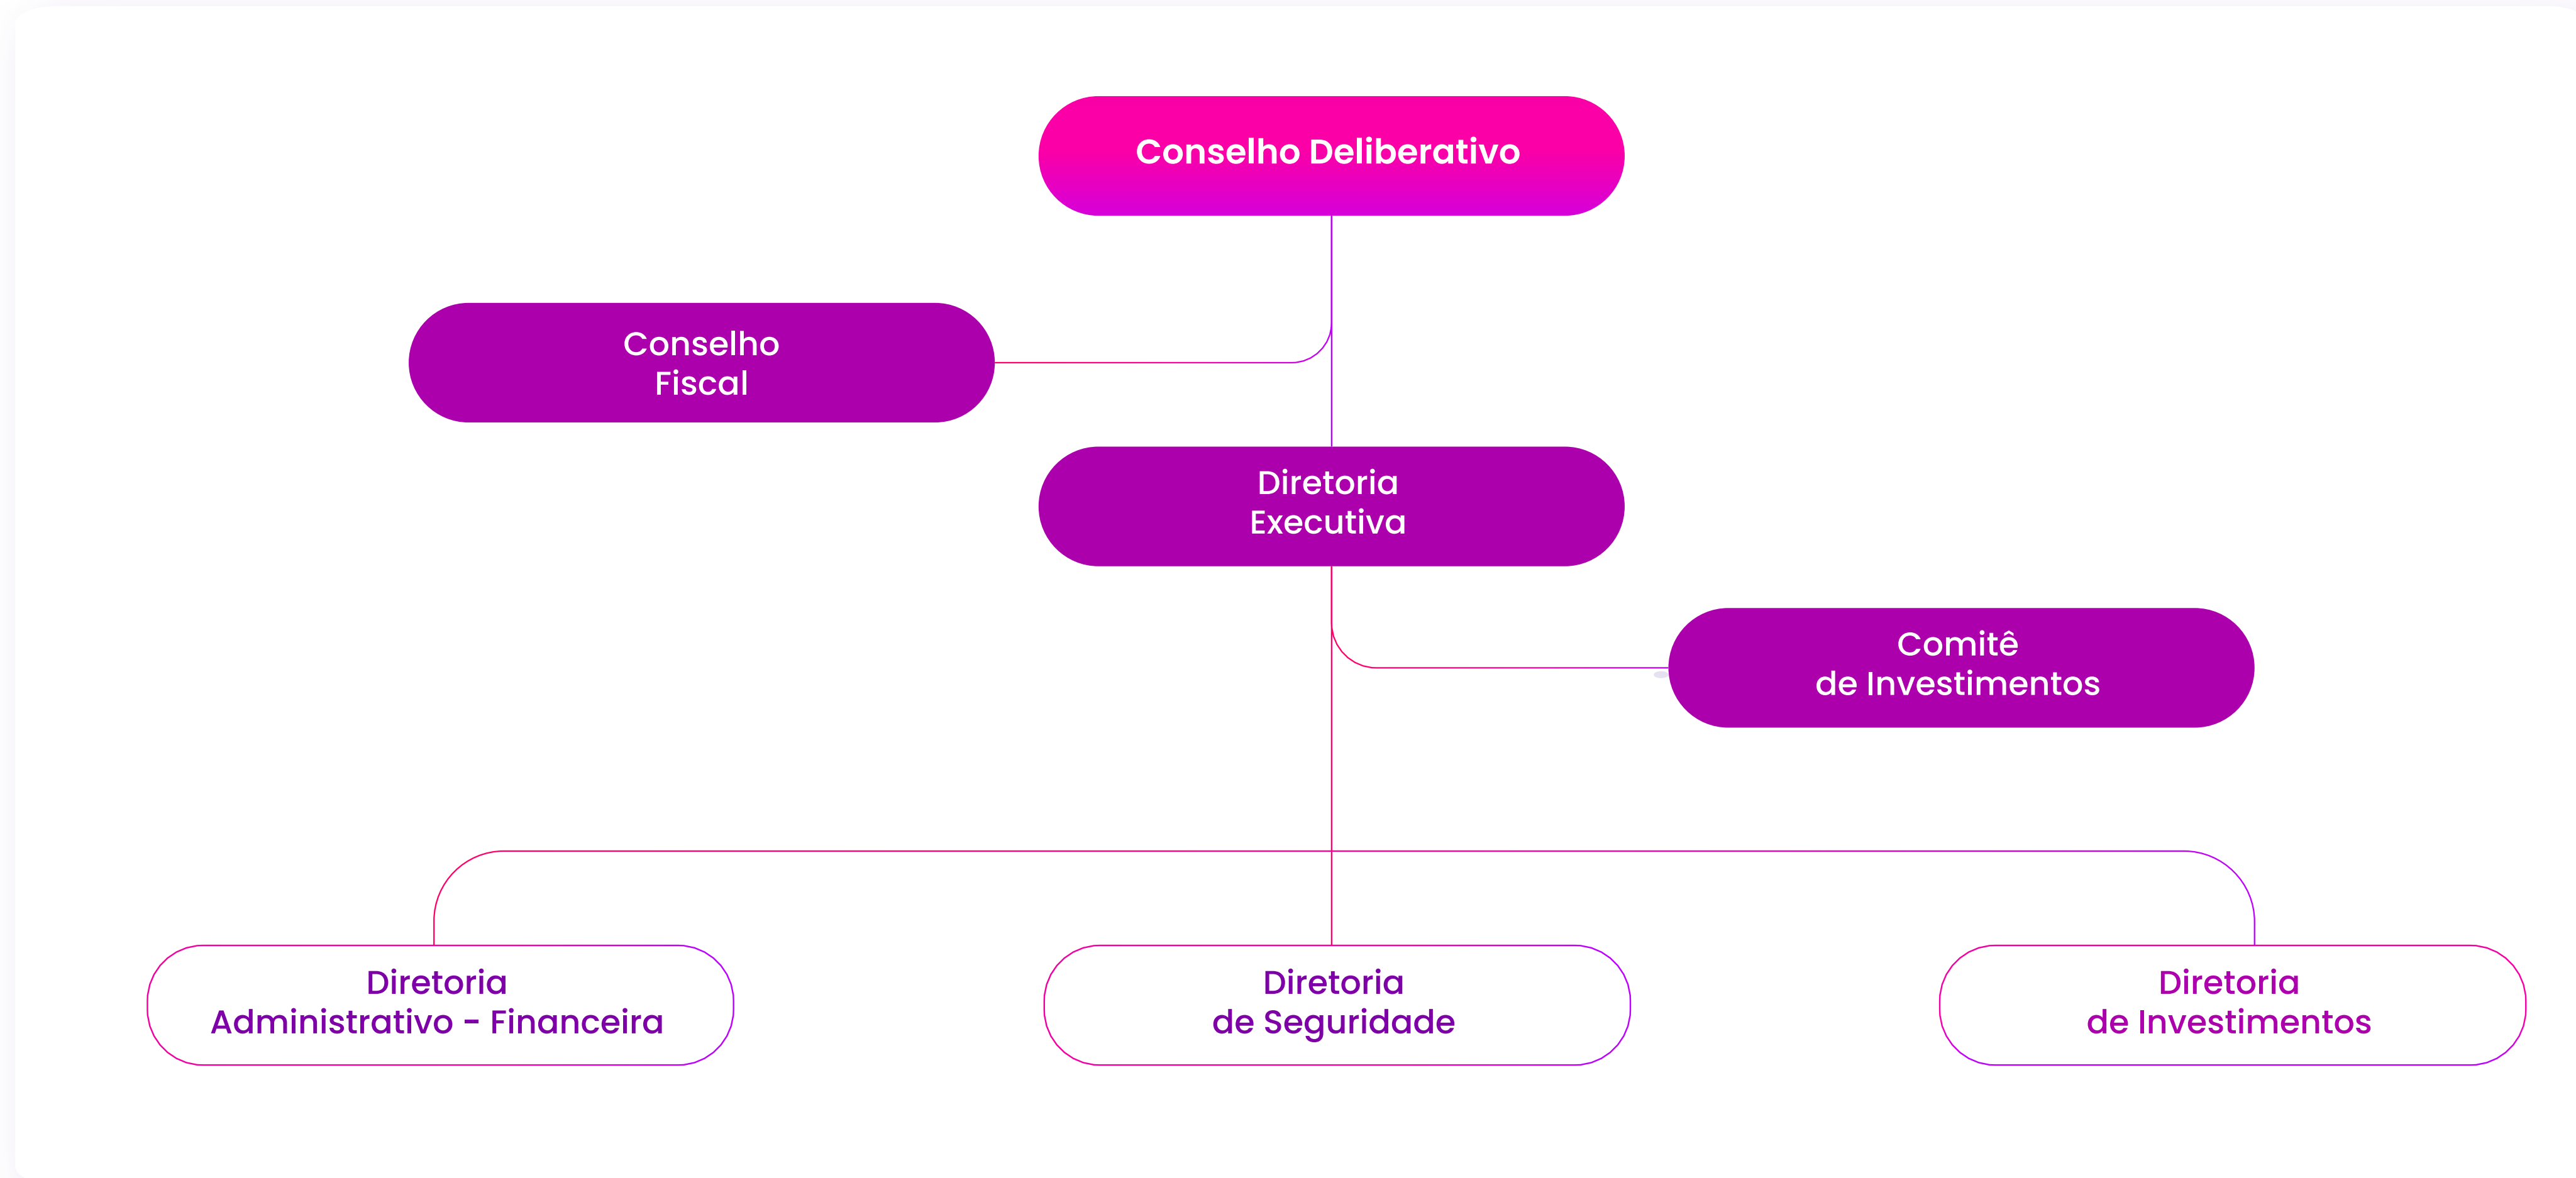 Conselho Deliberativo
Conselho
Fiscal
Diretoria
Executiva
Comitê
de Investimentos
Diretoria
Administrativo - Financeira
Diretoria
de Seguridade
Diretoria
de Investimentos